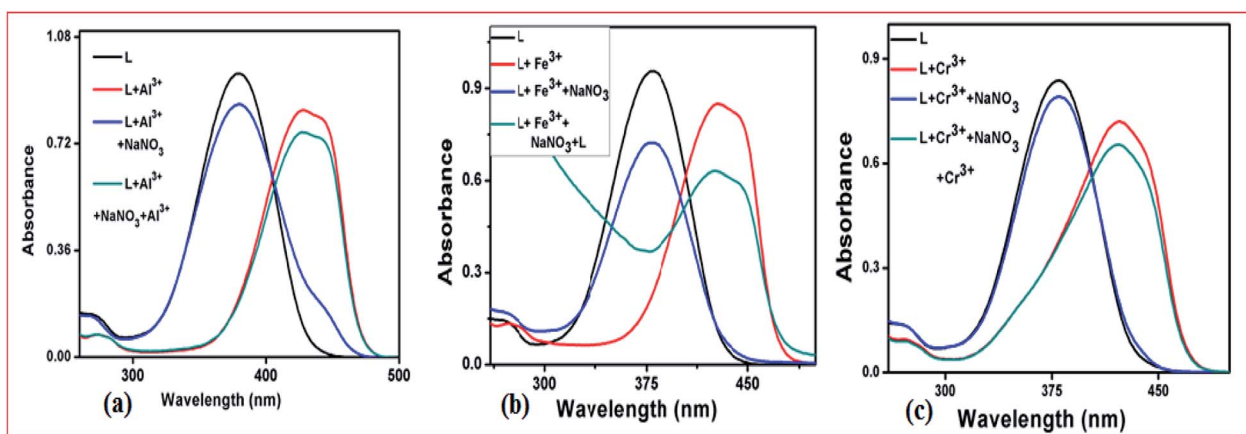 1.08
0.72
0.36
0.00
Absorbance
L
L+Al³⁺
L+Al³⁺
+NaNO₃
L+Al³⁺
+NaNO₃+Al³⁺
300 400 500
(a) Wavelength (nm)
0.9
0.6
0.3
0.0
Absorbance
L
L+ Fe³⁺
L+ Fe³⁺+NaNO₃
L+ Fe³⁺+
NaNO₃+L
300 375 450
(b) Wavelength (nm)
0.9
0.6
0.3
0.0
Absorbance
L
L+Cr³⁺
L+Cr³⁺+NaNO₃
L+Cr³⁺+NaNO₃
+Cr³⁺
300 375 450
(c) Wavelength (nm)